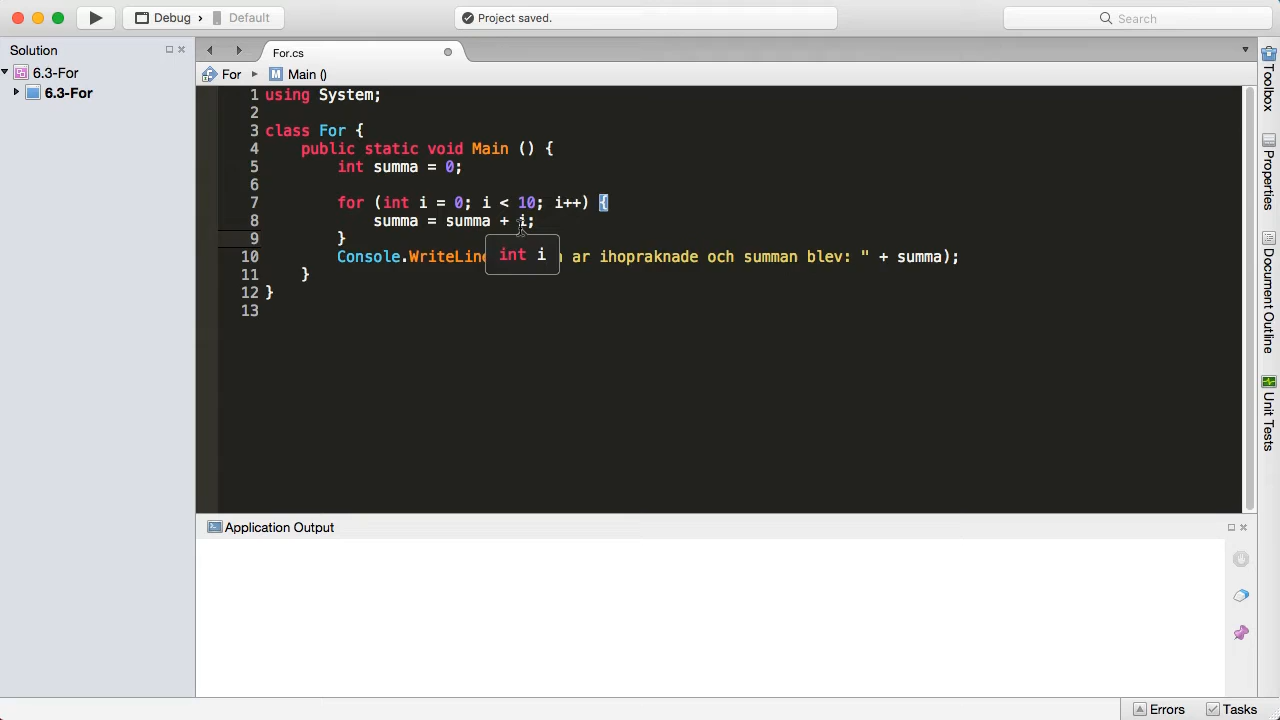 Debug › Default
Project saved.
Search
Solution
For.cs
6.3-For
For ▸ M Main ()
6.3-For
1 using System;
2
3 class For {
4 public static void Main () {
5 int summa = 0;
6
7 for (int i = 0; i < 10; i++) {
8 summa = summa + i;
9 }
int i
10 Console.WriteLine ar ihopraknade och summan blev: " + summa);
11 }
12 }
13
Toolbox
Properties
Document Outline
Unit Tests
Application Output
Errors
Tasks